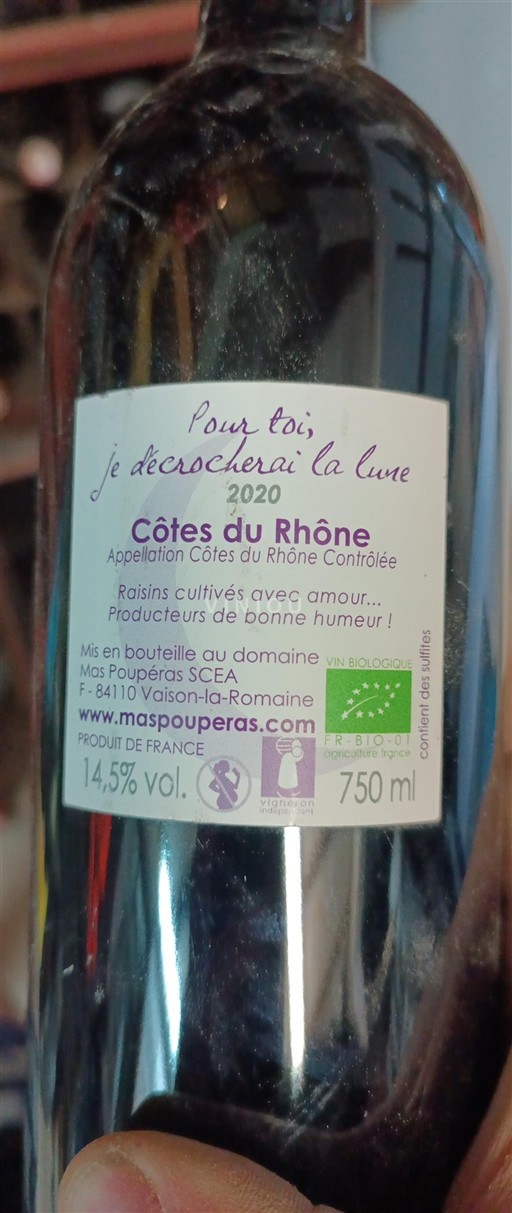 Pour toi,
je décrocherai la lune
2020
Côtes du Rhône
Appellation Côtes du Rhône Contrôlée
Raisins cultivés avec amour...
VINIOU
Producteurs de bonne humeur !
Mis en bouteille au domaine
Mas Poupéras SCEA
F - 84110 Vaison-la-Romaine
www.maspouperas.com
PRODUIT DE FRANCE
14,5% vol.
VIN BIOLOGIQUE
FR-BIO-01
agriculture france
contient des sulfites
vigneron
indépendant
750 ml